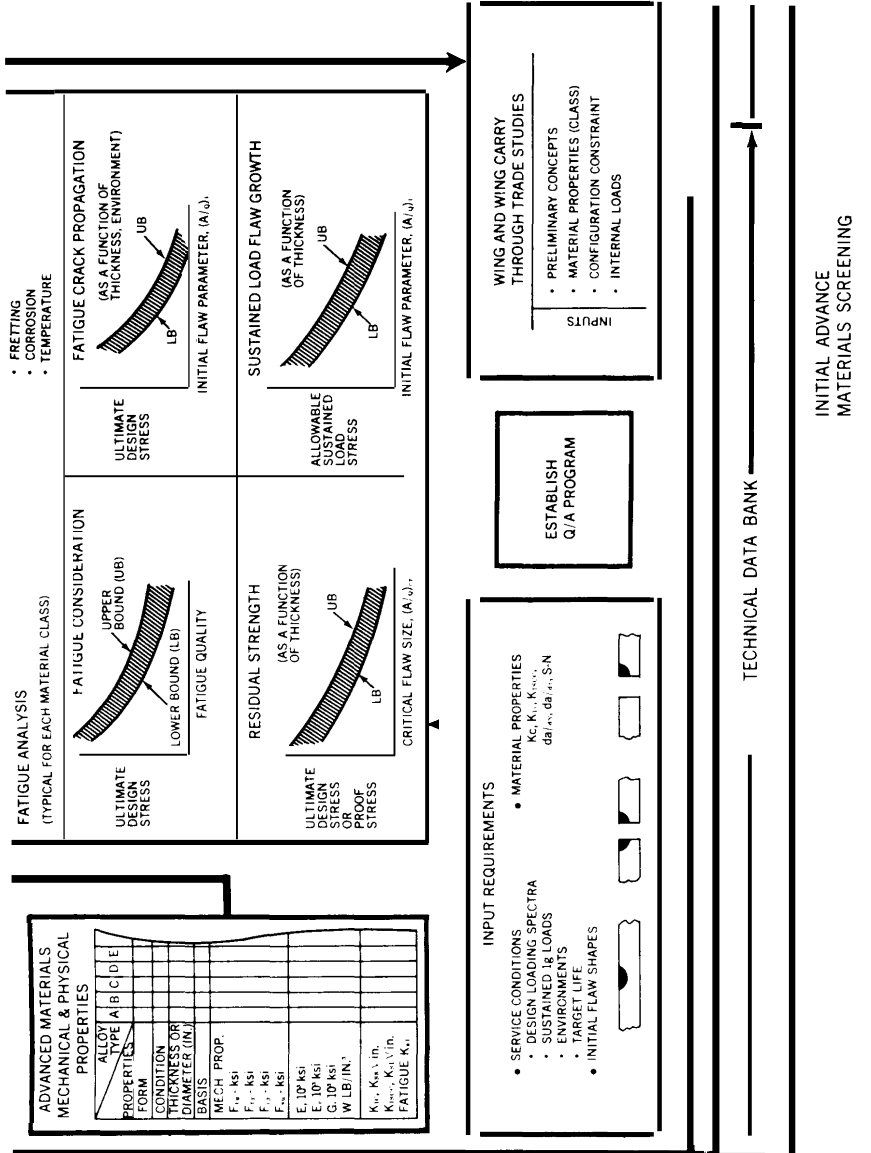 ADVANCED MATERIALS
MECHANICAL & PHYSICAL
PROPERTIES
ALLOY
TYPE A B C D E
PROPERTIES
FORM
CONDITION
THICKNESS OR
DIAMETER (IN.)
BASIS
MECH PROP.
E, 10³ ksi
G, 10³ ksi
W LB/IN.³
FATIGUE
FATIGUE ANALYSIS
(TYPICAL FOR EACH MATERIAL CLASS)
• FRETTING
• CORROSION
• TEMPERATURE
FATIGUE CONSIDERATION
ULTIMATE
DESIGN
STRESS
UPPER
BOUND (UB)
LOWER BOUND (LB)
FATIGUE QUALITY
FATIGUE CRACK PROPAGATION
(AS A FUNCTION OF
THICKNESS, ENVIRONMENT)
ULTIMATE
DESIGN
STRESS
UB
LB
INITIAL FLAW PARAMETER, (A/Q)ᵢ
RESIDUAL STRENGTH
(AS A FUNCTION
OF THICKNESS)
ULTIMATE
DESIGN
STRESS
OR
PROOF
STRESS
UB
LB
CRITICAL FLAW SIZE,
SUSTAINED LOAD FLAW GROWTH
(AS A FUNCTION
OF THICKNESS)
ALLOWABLE
SUSTAINED
LOAD
STRESS
UB
LB
INITIAL FLAW PARAMETER, (A/Q)ᵢ
INPUT REQUIREMENTS
• SERVICE CONDITIONS
• DESIGN LOADING SPECTRA
• SUSTAINED 1g LOADS
• ENVIRONMENTS
• TARGET LIFE
• INITIAL FLAW SHAPES
• MATERIAL PROPERTIES
Kc,
S-N
ESTABLISH
Q/A PROGRAM
WING AND WING CARRY
THROUGH TRADE STUDIES
INPUTS
• PRELIMINARY CONCEPTS
• MATERIAL PROPERTIES (CLASS)
• CONFIGURATION CONSTRAINT
• INTERNAL LOADS
TECHNICAL DATA BANK
INITIAL ADVANCE
MATERIALS SCREENING